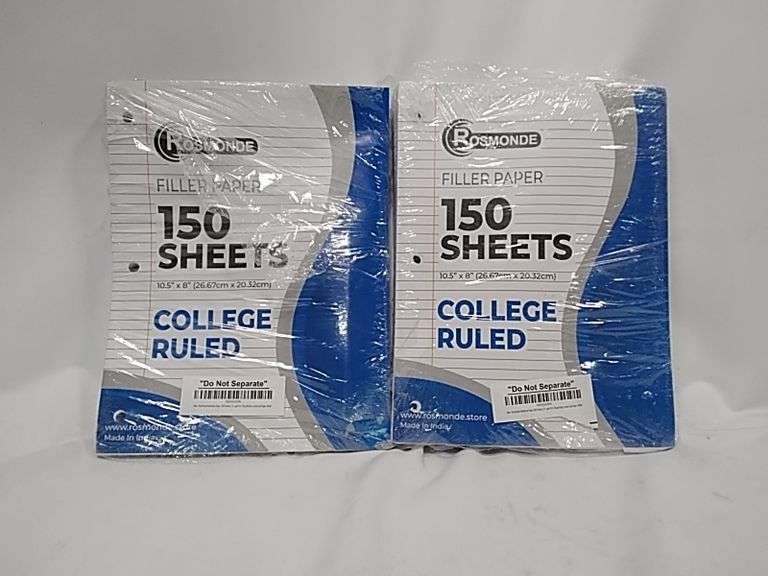 ROSMONDE
FILLER PAPER
150
SHEETS
10.5" x 8" (26.67cm x 20.32cm)
COLLEGE
RULED
"Do Not Separate"
www.rosmonde.store
Made In India
ROSMONDE
FILLER PAPER
150
SHEETS
10.5" x 8" (26.67cm x 20.32cm)
COLLEGE
RULED
"Do Not Separate"
www.rosmonde.store
Made In India